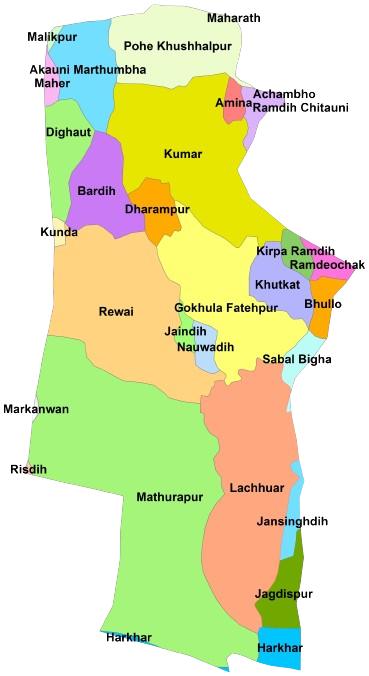 Maharath
Malikpur
Pohe Khushhalpur
Akauni Marthumbha
Maher
Amina
Achambho
Ramdih Chitauni
Dighaut
Kumar
Bardih
Dharampur
Kunda
Kirpa Ramdih
Ramdeochak
Khutkat
Rewai
Gokhula Fatehpur
Bhullo
Jaindih
Nauwadih
Sabal Bigha
Markanwan
Risdih
Mathurapur
Lachhuar
Jansinghdih
Jagdispur
Harkhar
Harkhar